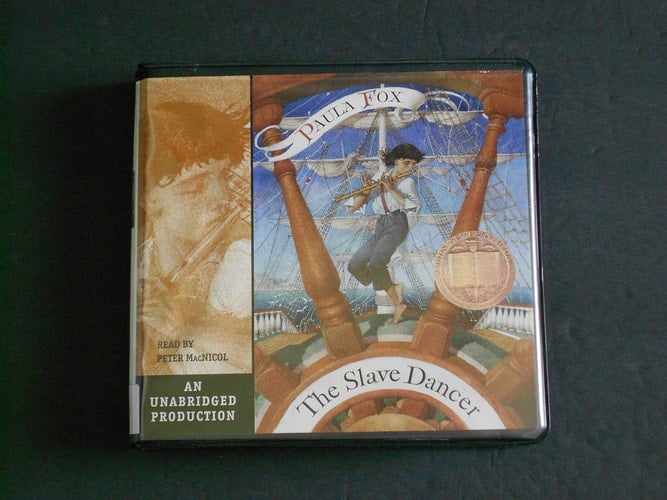 PAULA FOX
READ BY
PETER MACNICOL
AN
UNABRIDGED
PRODUCTION
The Slave Dancer